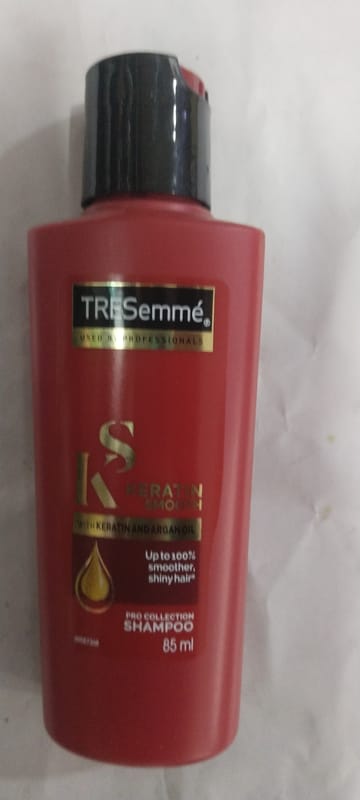 TRESemmé®
USED BY PROFESSIONALS
KS
KERATIN
SMOOTH
WITH KERATIN AND ARGAN OIL
Up to 100%
smoother,
shiny hair*
PRO COLLECTION
SHAMPOO
85 ml